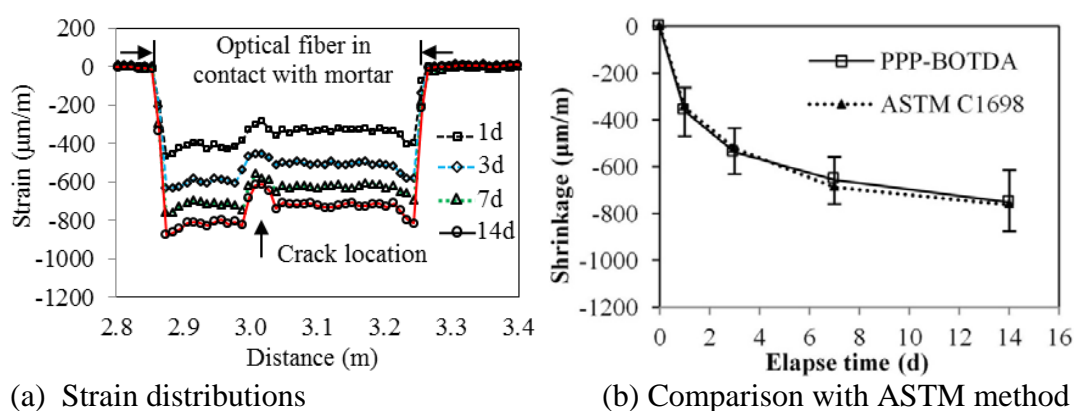 200
0
-200
-400
-600
-800
-1000
-1200
Strain (µm/m)
Optical fiber in
contact with mortar
1d
3d
7d
14d
Crack location
2.8 2.9 3.0 3.1 3.2 3.3 3.4
Distance (m)
(a) Strain distributions
0
-200
-400
-600
-800
-1000
-1200
Shrinkage (µm/m)
PPP-BOTDA
ASTM C1698
0 2 4 6 8 10 12 14 16
Elapse time (d)
(b) Comparison with ASTM method